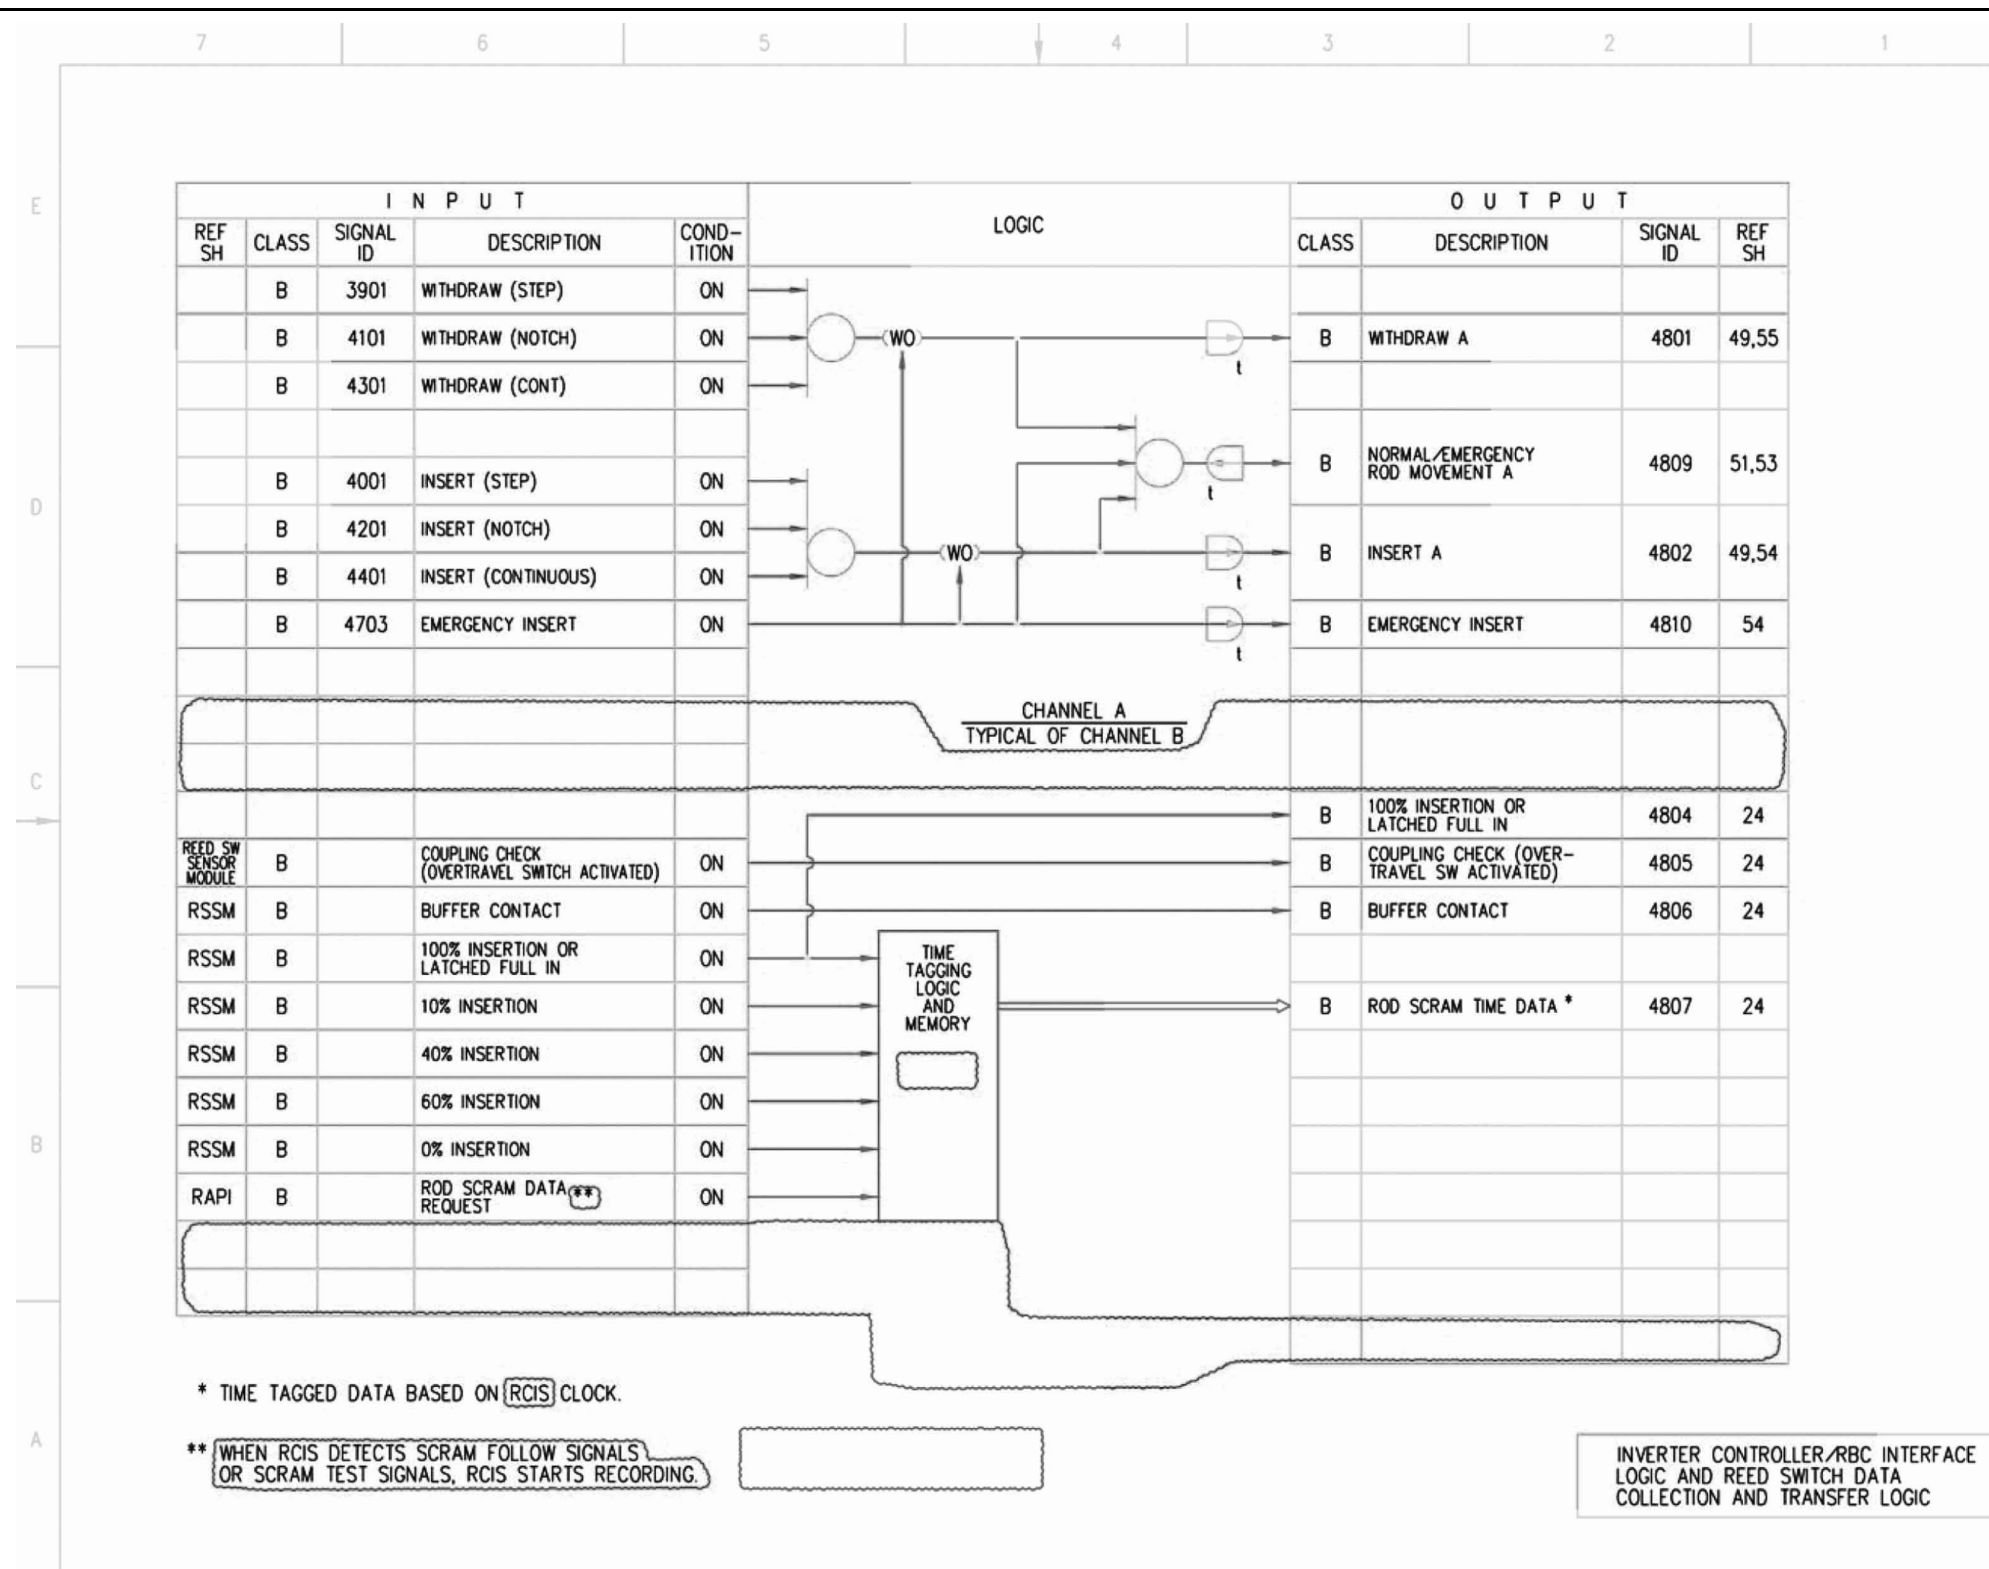 7 6 5 4 3 2 1
E
D
C
B
A
I N P U T
LOGIC
O U T P U T
REF SH
CLASS
SIGNAL ID
DESCRIPTION
COND-ITION
CLASS
DESCRIPTION
SIGNAL ID
REF SH
B 3901 WITHDRAW (STEP) ON
B 4101 WITHDRAW (NOTCH) ON
(WO)
t
B WITHDRAW A 4801 49,55
B 4301 WITHDRAW (CONT) ON
t
B NORMAL/EMERGENCY
ROD MOVEMENT A
4809 51,53
B 4001 INSERT (STEP) ON
B 4201 INSERT (NOTCH) ON
(WO)
t
B INSERT A 4802 49,54
B 4401 INSERT (CONTINUOUS) ON
B 4703 EMERGENCY INSERT ON
t
B EMERGENCY INSERT 4810 54
CHANNEL A
TYPICAL OF CHANNEL B
B 100% INSERTION OR
LATCHED FULL IN
4804 24
REED SW
SENSOR
MODULE
B COUPLING CHECK
(OVERTRAVEL SWITCH ACTIVATED)
ON
B COUPLING CHECK (OVER-
TRAVEL SW ACTIVATED)
4805 24
RSSM B BUFFER CONTACT ON
B BUFFER CONTACT 4806 24
RSSM B 100% INSERTION OR
LATCHED FULL IN
ON
TIME
TAGGING
LOGIC
AND
MEMORY
RSSM B 10% INSERTION ON
B ROD SCRAM TIME DATA * 4807 24
RSSM B 40% INSERTION ON
RSSM B 60% INSERTION ON
RSSM B 0% INSERTION ON
RAPI B ROD SCRAM DATA **
REQUEST
ON
* TIME TAGGED DATA BASED ON RCIS CLOCK.
** WHEN RCIS DETECTS SCRAM FOLLOW SIGNALS
OR SCRAM TEST SIGNALS, RCIS STARTS RECORDING.
INVERTER CONTROLLER/RBC INTERFACE
LOGIC AND REED SWITCH DATA
COLLECTION AND TRANSFER LOGIC